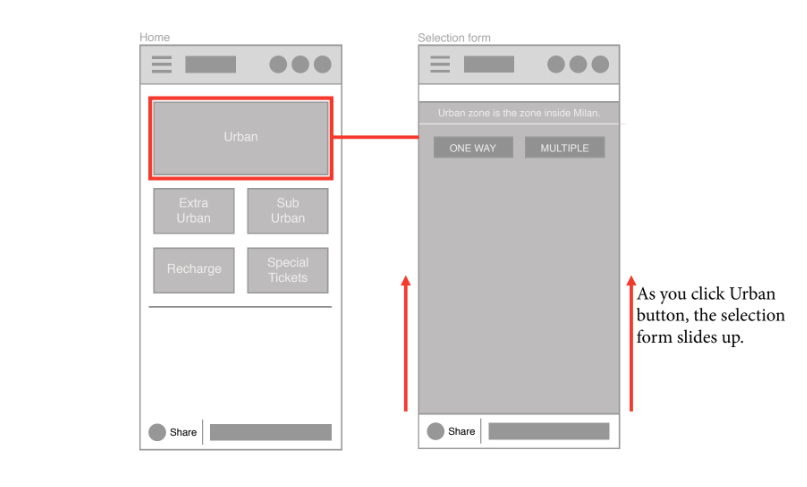 Home
Urban
Extra
Urban
Sub
Urban
Recharge
Special
Tickets
Share
Selection form
Urban zone is the zone inside Milan.
ONE WAY
MULTIPLE
Share
As you click Urban
button, the selection
form slides up.